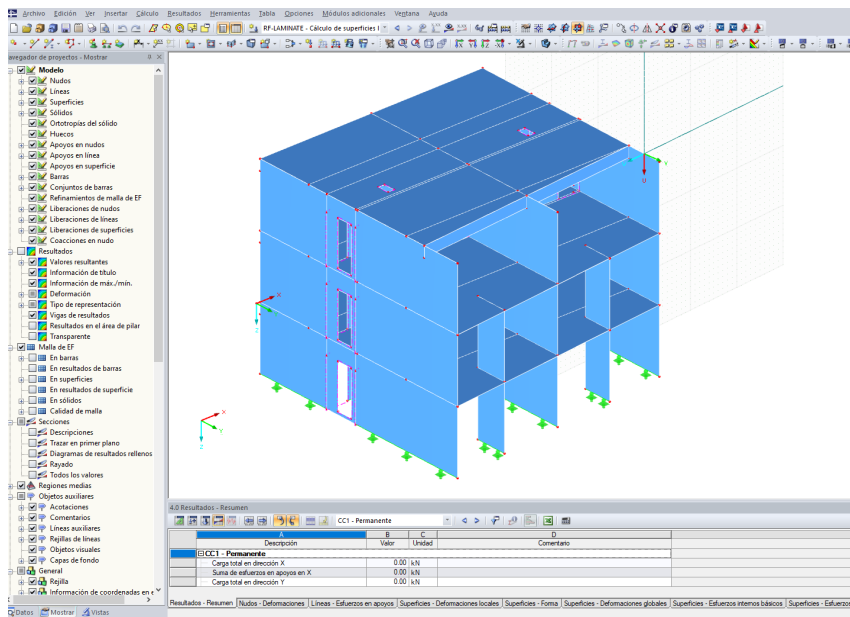 Archivo Edición Ver Insertar Cálculo Resultados Herramientas Tabla Opciones Módulos adicionales Ventana Ayuda
RF-LAMINATE - Cálculo de superficies l
avegador de proyectos - Mostrar
Modelo
Nudos
Líneas
Superficies
Sólidos
Ortotropías del sólido
Huecos
Apoyos en nudos
Apoyos en línea
Apoyos en superficie
Barras
Conjuntos de barras
Refinamientos de malla de EF
Liberaciones de nudos
Liberaciones de líneas
Liberaciones de superficies
Coacciones en nudo
Resultados
Valores resultantes
Información de título
Información de máx./mín.
Deformación
Tipo de representación
Vigas de resultados
Resultados en el área de pilar
Transparente
Malla de EF
En barras
En resultados de barras
En superficies
En resultados de superficie
En sólidos
Calidad de malla
Secciones
Descripciones
Trazar en primer plano
Diagramas de resultados rellenos
Rayado
Todos los valores
Regiones medias
Objetos auxiliares
Acotaciones
Comentarios
Líneas auxiliares
Rejillas de líneas
Objetos visuales
Capas de fondo
General
Rejilla
Información de coordenadas en e
Datos Mostrar Vistas
X
Z
X
Y
Z
4.0 Resultados - Resumen
CC1 - Permanente
A B C D
Descripción Valor Unidad Comentario
CC1 - Permanente
Carga total en dirección X 0.00 kN
Suma de esfuerzos en apoyos en X 0.00 kN
Carga total en dirección Y 0.00 kN
Resultados - Resumen Nudos - Deformaciones Líneas - Esfuerzos en apoyos Superficies - Deformaciones locales Superficies - Forma Superficies - Deformaciones globales Superficies - Esfuerzos internos básicos Superficies - Esfuerzos